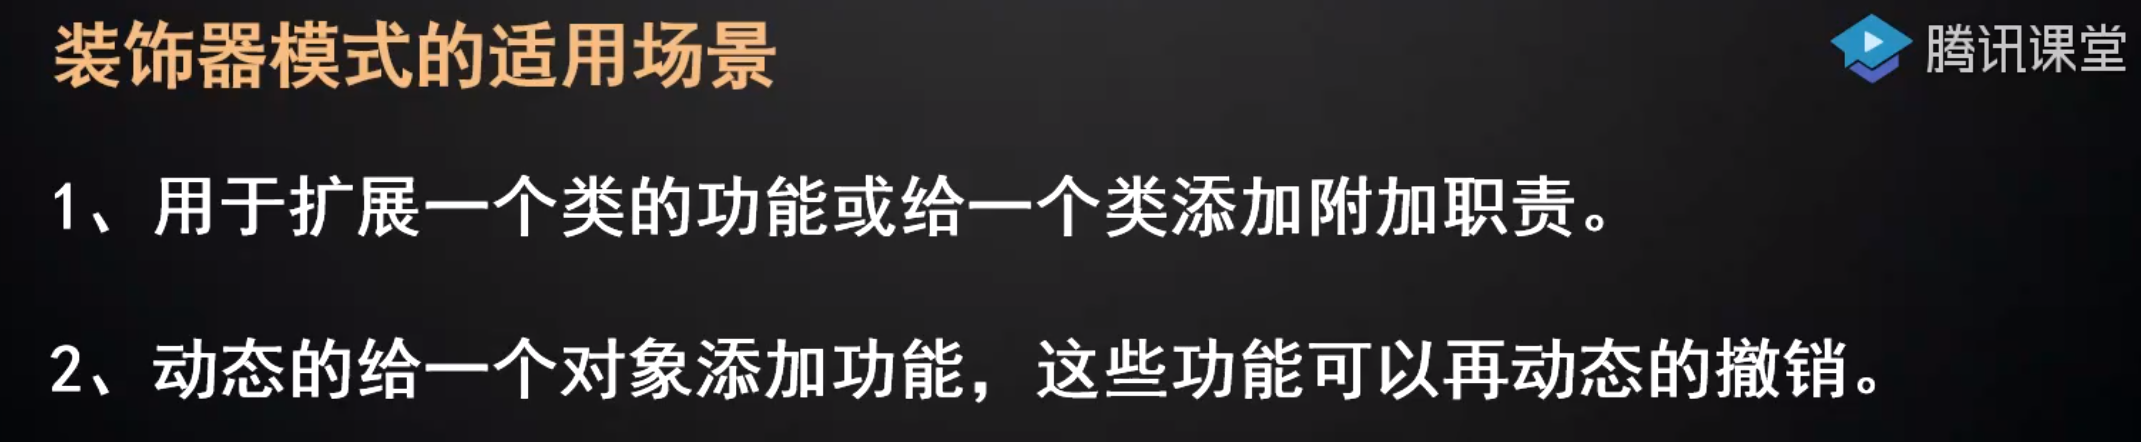 装饰器模式的适用场景
腾讯课堂
1、用于扩展一个类的功能或给一个类添加附加职责。
2、动态的给一个对象添加功能，这些功能可以再动态的撤销。